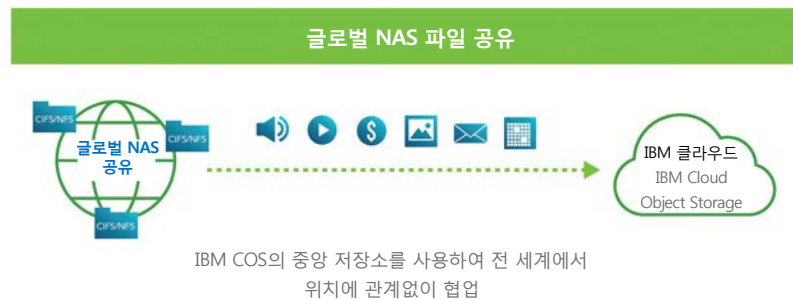 글로벌 NAS 파일 공유
CIFS/NFS
CIFS/NFS
글로벌 NAS
공유
CIFS/NFS
$
IBM 클라우드
IBM Cloud
Object Storage
IBM COS의 중앙 저장소를 사용하여 전 세계에서
위치에 관계없이 협업